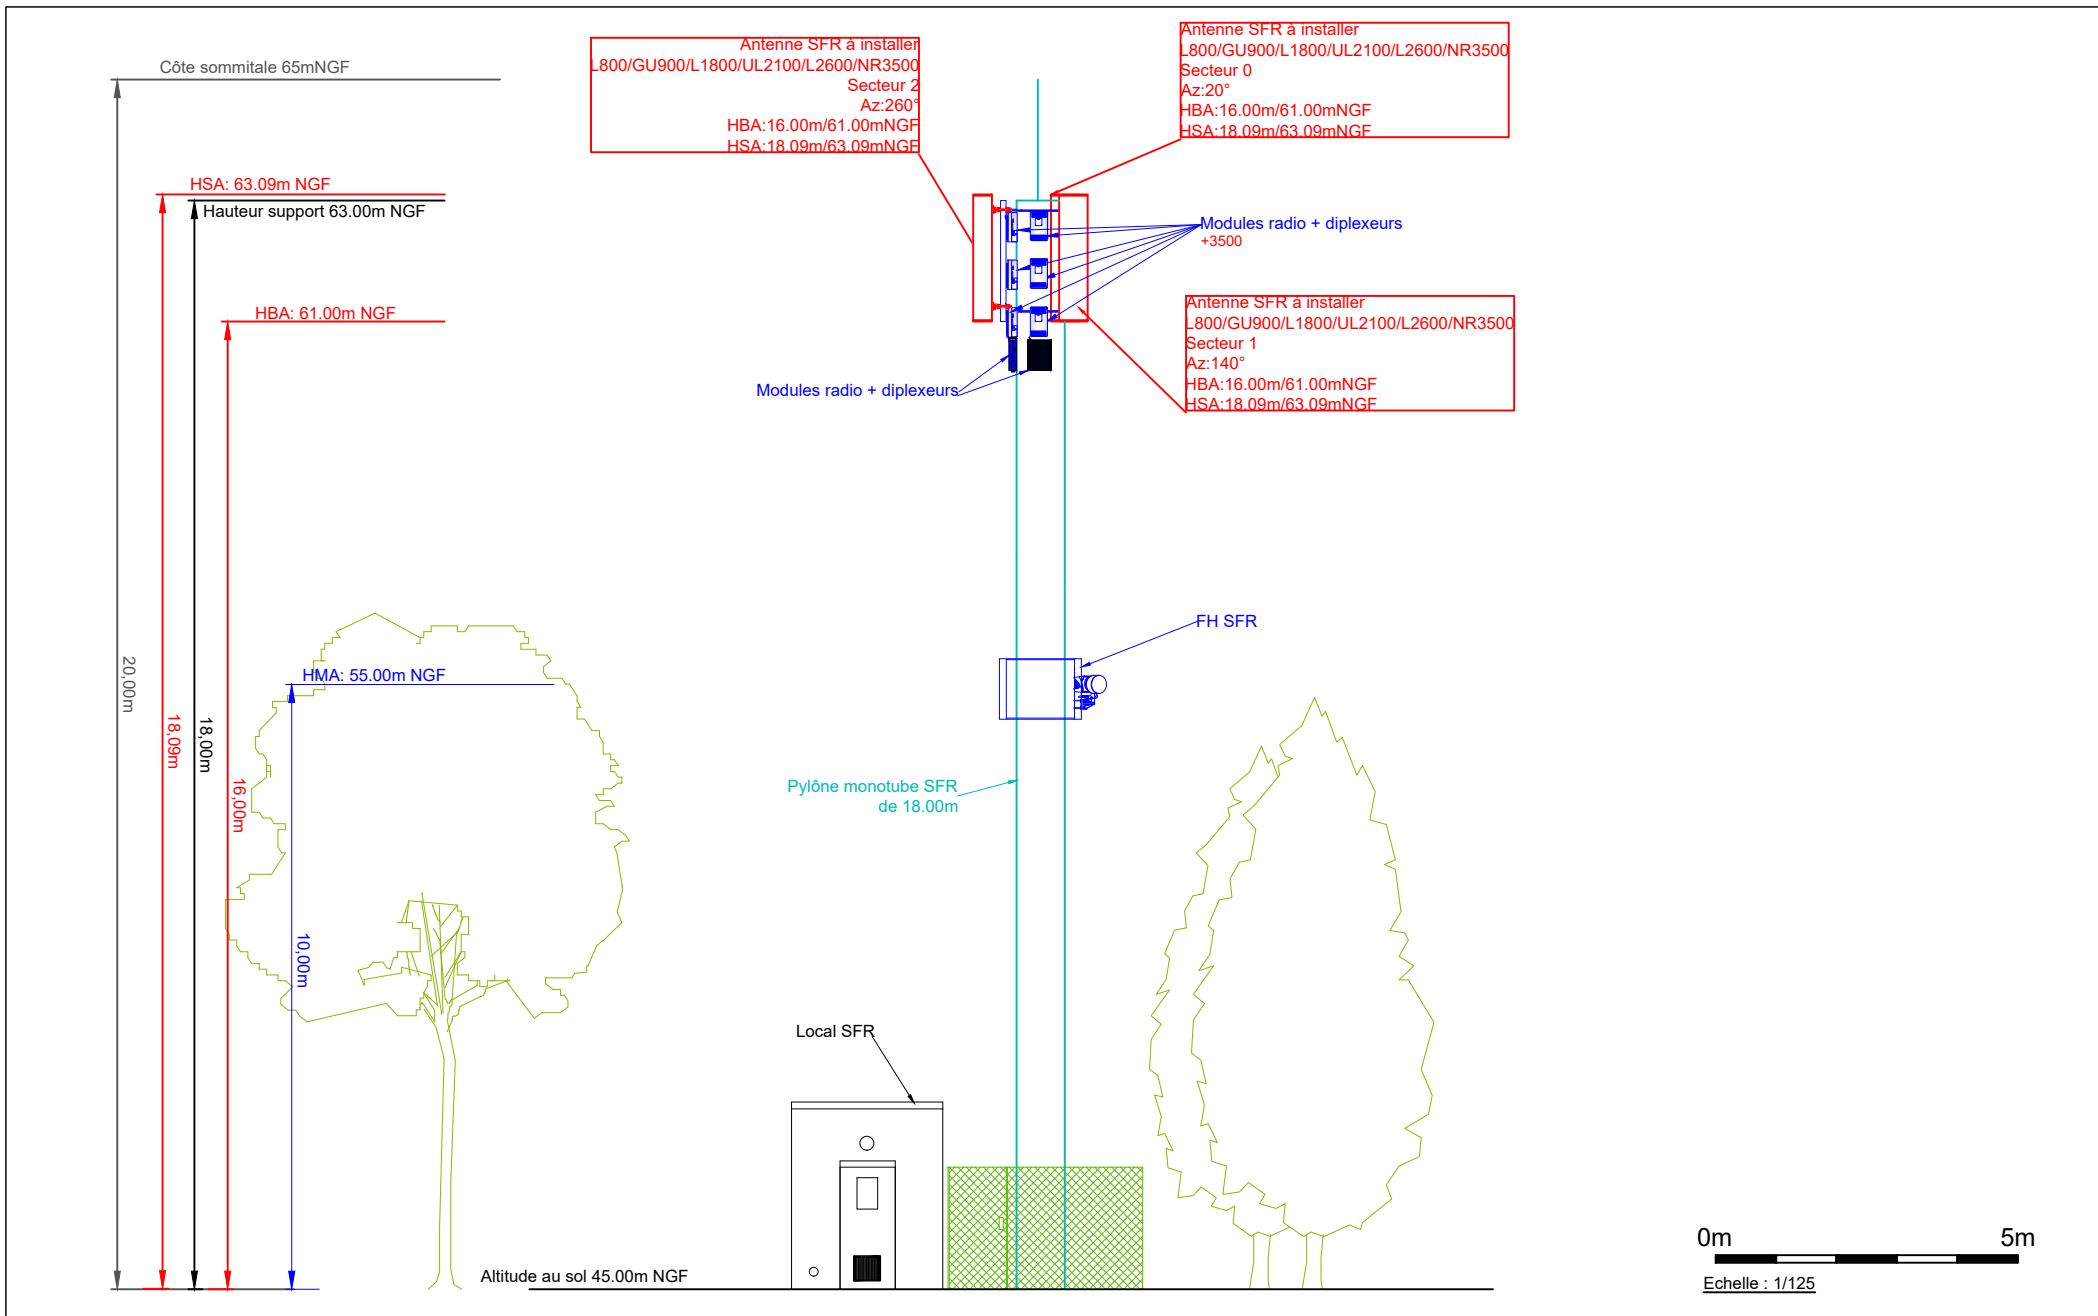 Côte sommitale 65mNGF
Antenne SFR à installer
L800/GU900/L1800/UL2100/L2600/NR3500
Secteur 2
Az:260°
HBA:16.00m/61.00mNGF
HSA:18.09m/63.09mNGF
Antenne SFR à installer
L800/GU900/L1800/UL2100/L2600/NR3500
Secteur 0
Az:20°
HBA:16.00m/61.00mNGF
HSA:18.09m/63.09mNGF
HSA: 63.09m NGF
Hauteur support 63.00m NGF
Modules radio + diplexeurs
+3500
HBA: 61.00m NGF
Antenne SFR à installer
L800/GU900/L1800/UL2100/L2600/NR3500
Secteur 1
Az:140°
HBA:16.00m/61.00mNGF
HSA:18.09m/63.09mNGF
Modules radio + diplexeurs
FH SFR
HMA: 55.00m NGF
20,00m
18,09m
18,00m
16,00m
10,00m
Pylône monotube SFR
de 18.00m
Local SFR
Altitude au sol 45.00m NGF
0m
5m
Echelle : 1/125